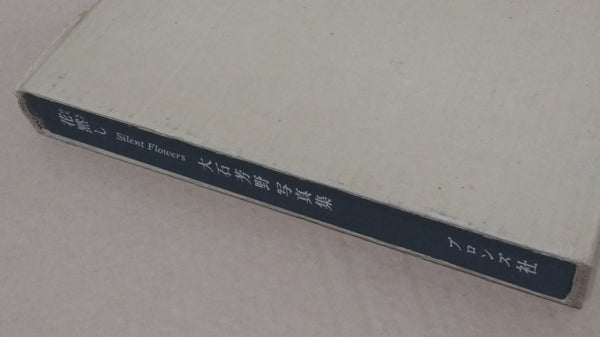 花黙し
Silent Flowers
大石芳野写真集
ブロンズ社